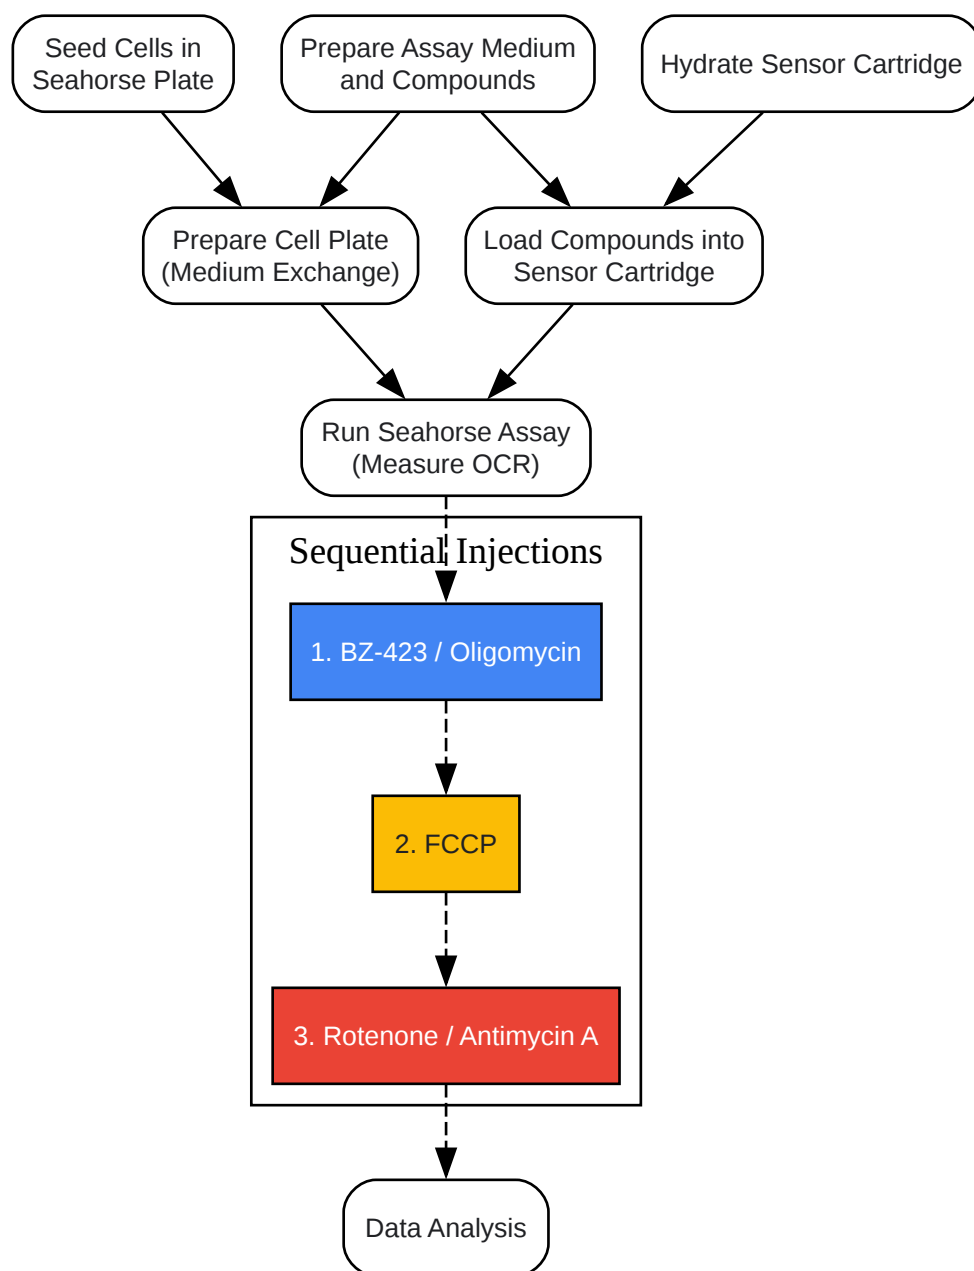 Seed Cells in
Seahorse Plate
Prepare Assay Medium
and Compounds
Hydrate Sensor Cartridge
Prepare Cell Plate
(Medium Exchange)
Load Compounds into
Sensor Cartridge
Run Seahorse Assay
(Measure OCR)
Sequential Injections
1. BZ-423 / Oligomycin
2. FCCP
3. Rotenone / Antimycin A
Data Analysis